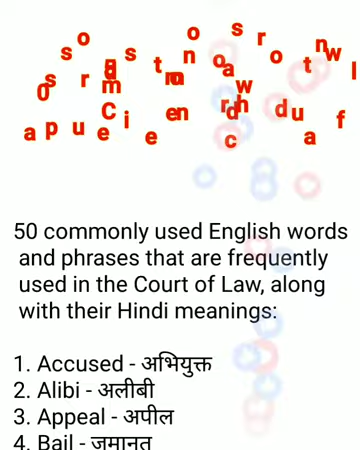 50 commonly used English words
and phrases that are frequently
used in the Court of Law, along
with their Hindi meanings:
1. Accused - अभियुक्त
2. Alibi - अलीबी
3. Appeal - अपील
4. Bail - जमानत